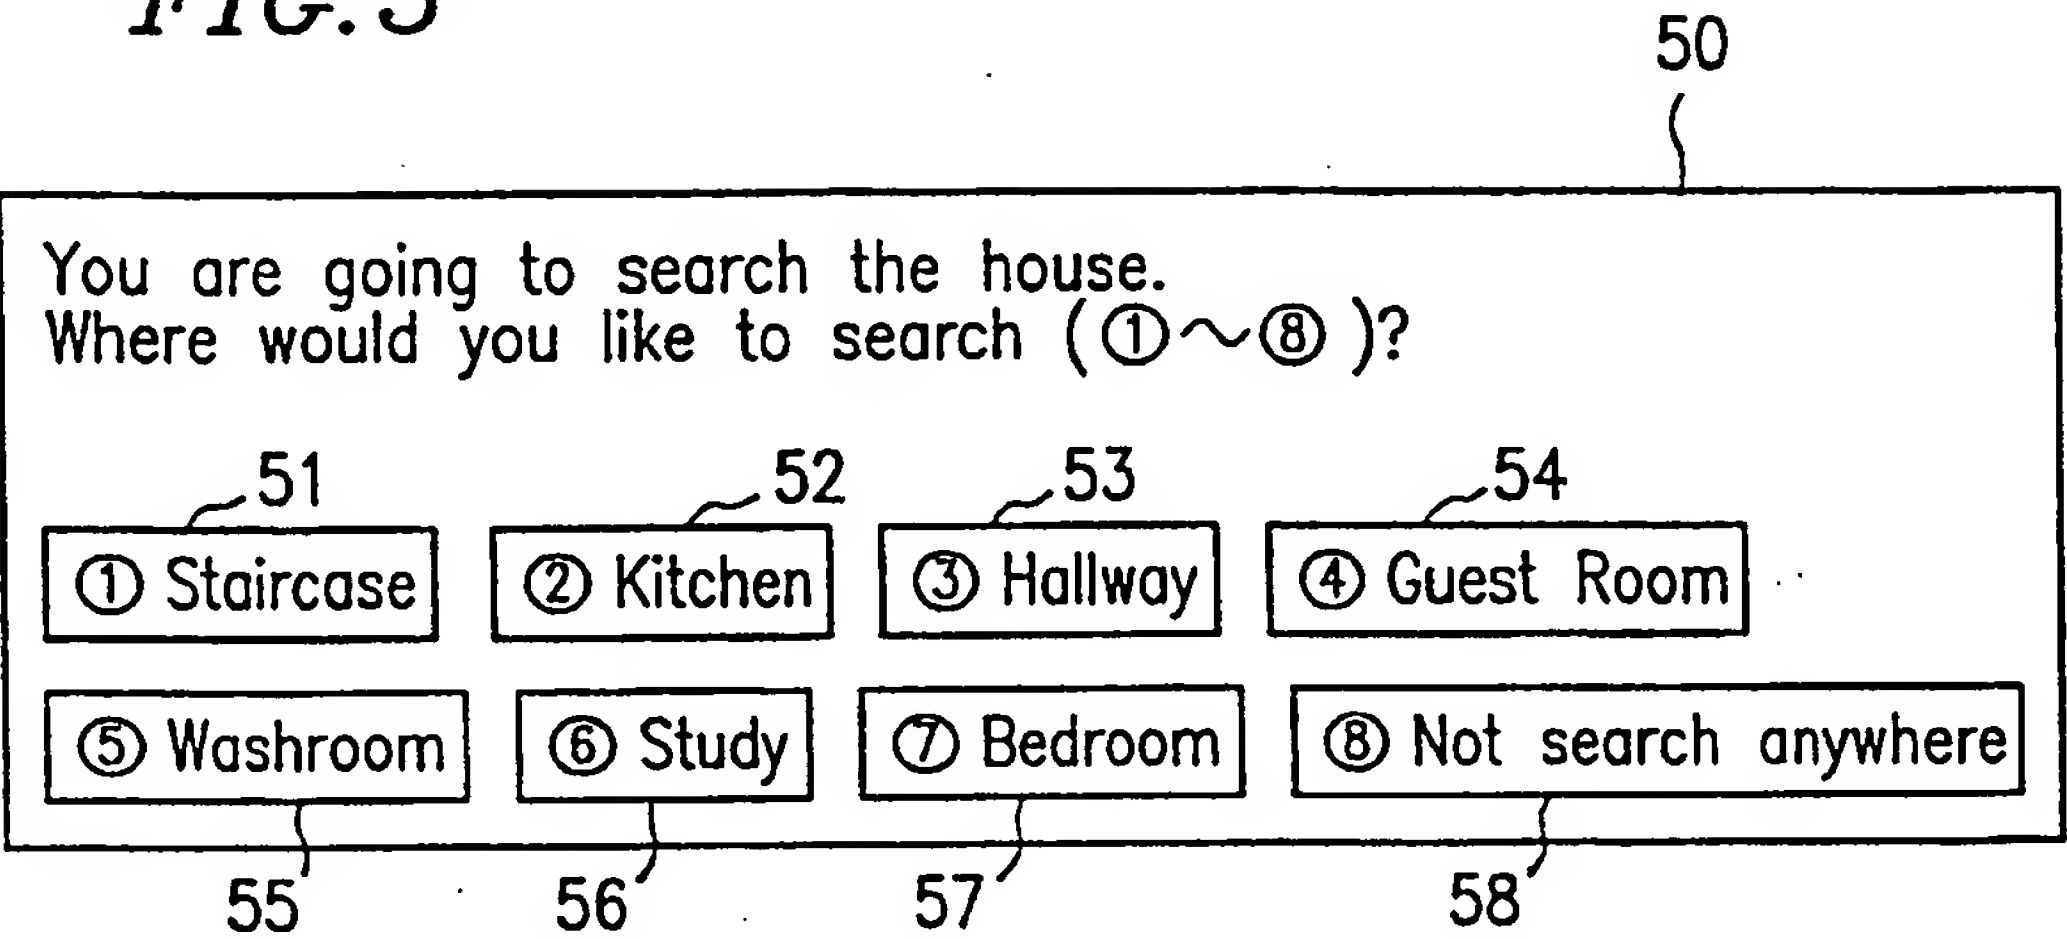 FIG. 5
50
You are going to search the house.
Where would you like to search (①~⑧)?
51 52 53 54
① Staircase ② Kitchen ③ Hallway ④ Guest Room
⑤ Washroom ⑥ Study ⑦ Bedroom ⑧ Not search anywhere
55 56 57 58